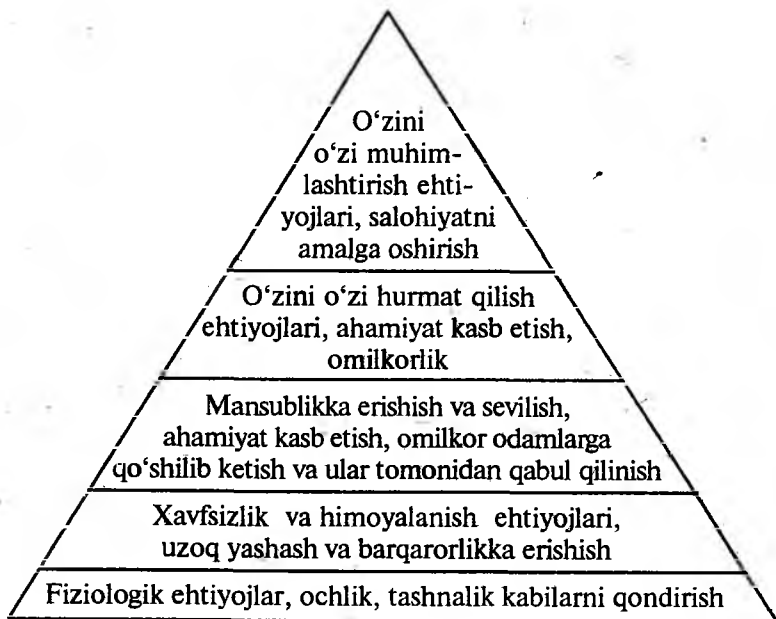 O‘zini
o‘zi muhim-
lashtirish ehti-
yojlari, salohiyatni
amalga oshirish
O‘zini o‘zi hurmat qilish
ehtiyojlari, ahamiyat kasb etish,
omilkorlik
Mansublikka erishish va sevilish,
ahamiyat kasb etish, omilkor odamlarga
qo‘shilib ketish va ular tomonidan qabul qilinish
Xavfsizlik va himoyalanish ehtiyojlari,
uzoq yashash va barqarorlikka erishish
Fiziologik ehtiyojlar, ochlik, tashnalik kabilarni qondirish